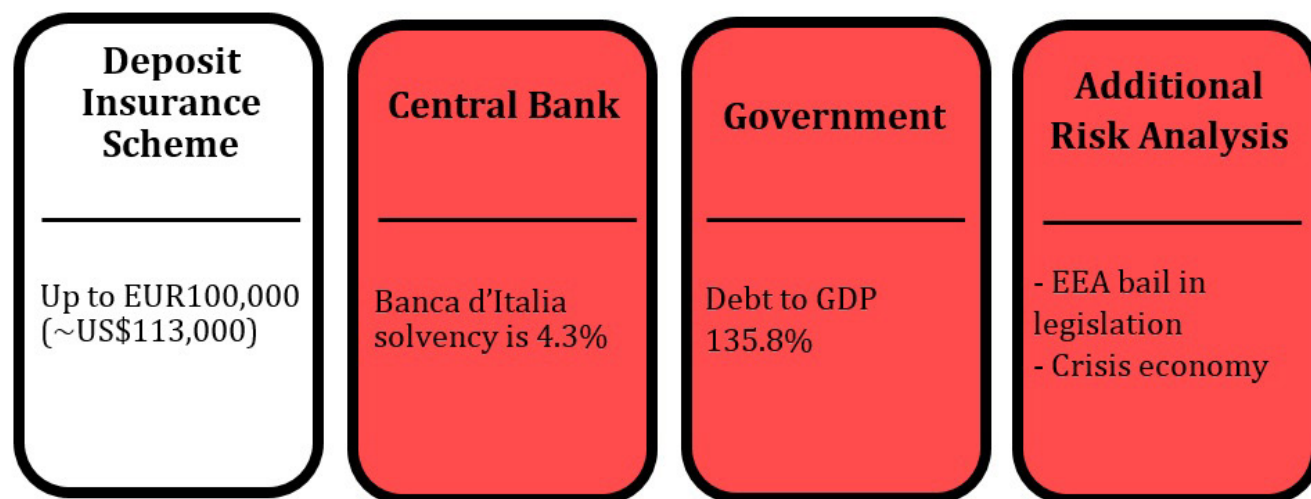 Deposit
Insurance
Scheme
Up to EUR100,000
(~US$113,000)
Central Bank
Banca d’Italia
solvency is 4.3%
Government
Debt to GDP
135.8%
Additional
Risk Analysis
- EEA bail in
legislation
- Crisis economy